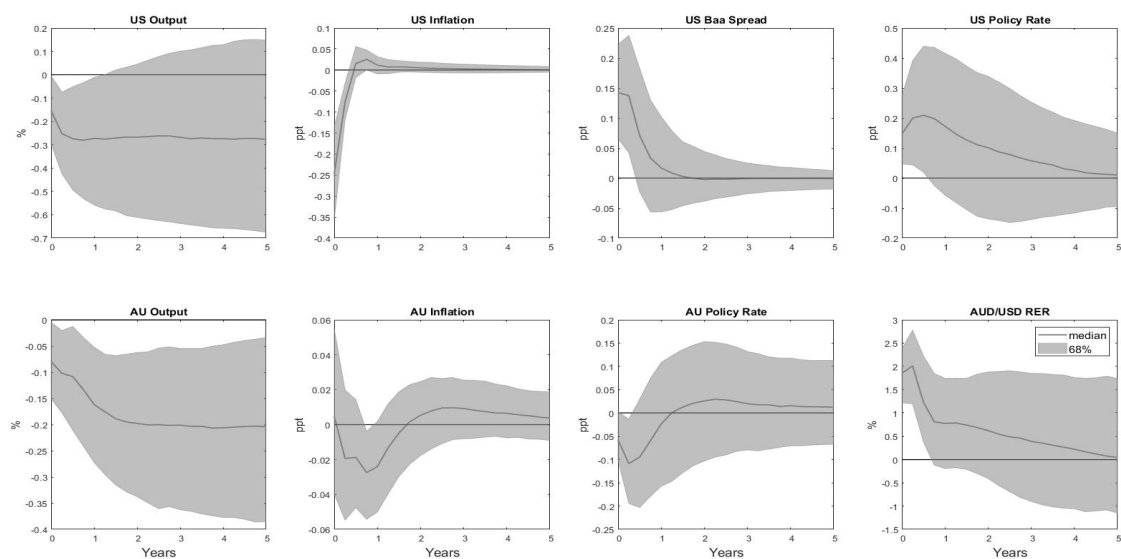 US Output
0.2
0.1
0
-0.1
-0.2
-0.3
-0.4
-0.5
-0.6
-0.7
%
0 1 2 3 4 5
US Inflation
0.1
0.05
0
-0.05
-0.1
-0.15
-0.2
-0.25
-0.3
-0.35
-0.4
ppt
0 1 2 3 4 5
US Baa Spread
0.25
0.2
0.15
0.1
0.05
0
-0.05
-0.1
ppt
0 1 2 3 4 5
US Policy Rate
0.5
0.4
0.3
0.2
0.1
0
-0.1
-0.2
ppt
0 1 2 3 4 5
AU Output
0
-0.05
-0.1
-0.15
-0.2
-0.25
-0.3
-0.35
-0.4
%
0 1 2 3 4 5
Years
AU Inflation
0.06
0.04
0.02
0
-0.02
-0.04
-0.06
ppt
0 1 2 3 4 5
Years
AU Policy Rate
0.2
0.15
0.1
0.05
0
-0.05
-0.1
-0.15
-0.2
-0.25
ppt
0 1 2 3 4 5
Years
AUD/USD RER
median
68%
3
2.5
2
1.5
1
0.5
0
-0.5
-1
-1.5
%
0 1 2 3 4 5
Years